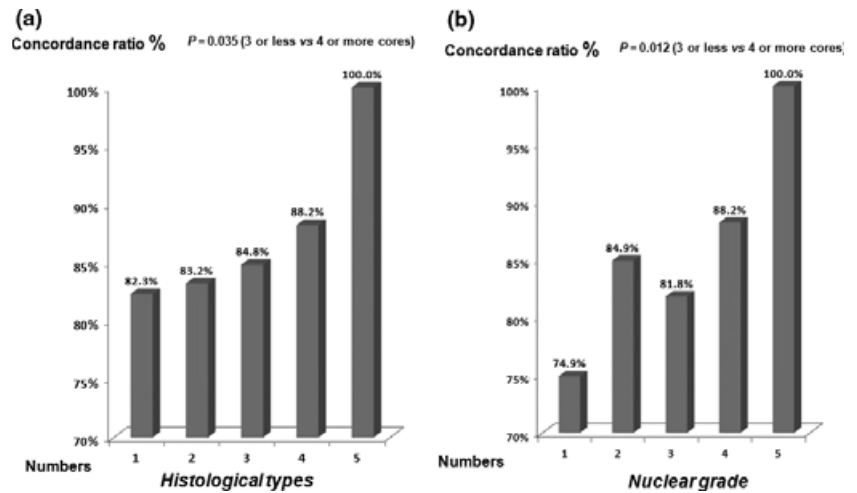 (a)
Concordance ratio % P = 0.035 (3 or less vs 4 or more cores)
100.0%
100%
95%
90%
88.2%
85%
84.8%
83.2%
82.3%
80%
75%
70%
1 2 3 4 5
Numbers
Histological types
(b)
Concordance ratio % P = 0.012 (3 or less vs 4 or more cores)
100.0%
100%
95%
90%
88.2%
85%
84.9%
81.8%
80%
75%
74.9%
70%
1 2 3 4 5
Numbers
Nuclear grade